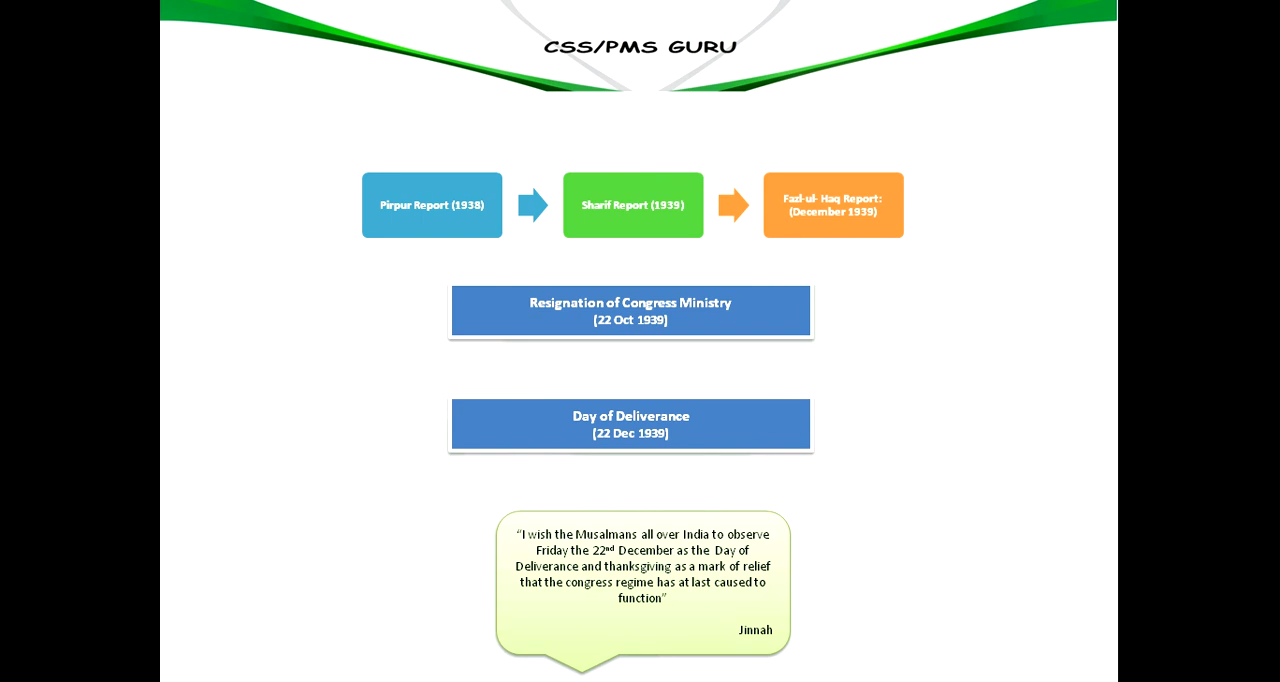 CSS/PMS GURU
Pirpur Report (1938)
Sharif Report (1939)
Fazl-ul- Haq Report:
(December 1939)
Resignation of Congress Ministry
(22 Oct 1939)
Day of Deliverance
(22 Dec 1939)
“I wish the Musalmans all over India to observe
Friday the 22nd December as the Day of
Deliverance and thanksgiving as a mark of relief
that the congress regime has at last caused to
function”
Jinnah